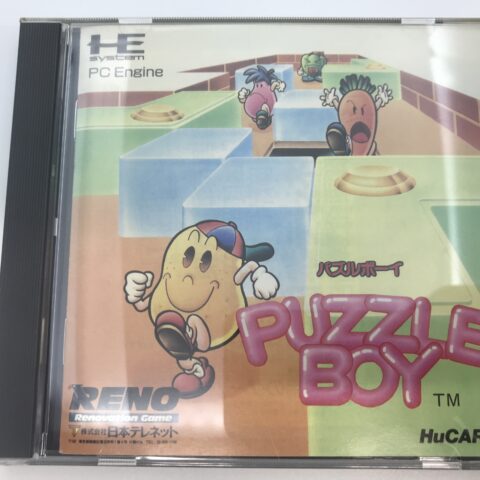 HE
system
PC Engine
パズルボーイ
PUZZLE
BOY
TM
RENO
Renovation Game
株式会社日本テレネット
HuCAR